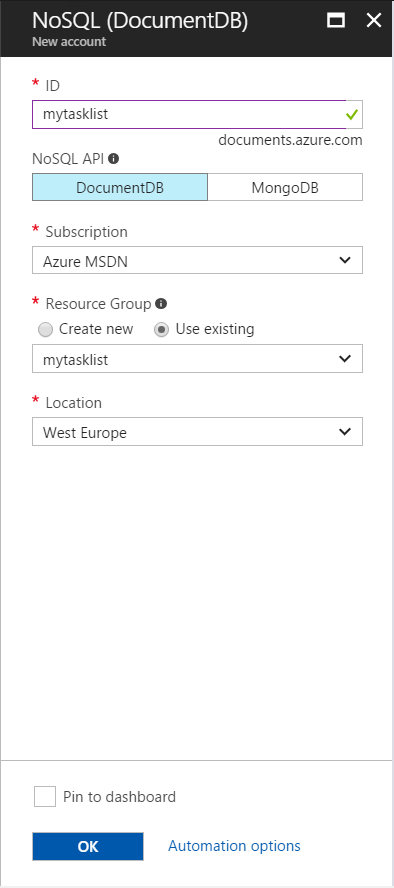 NoSQL (DocumentDB)
New account
* ID
mytasklist
documents.azure.com
NoSQL API
DocumentDB MongoDB
* Subscription
Azure MSDN
* Resource Group
Create new Use existing
mytasklist
* Location
West Europe
Pin to dashboard
OK Automation options